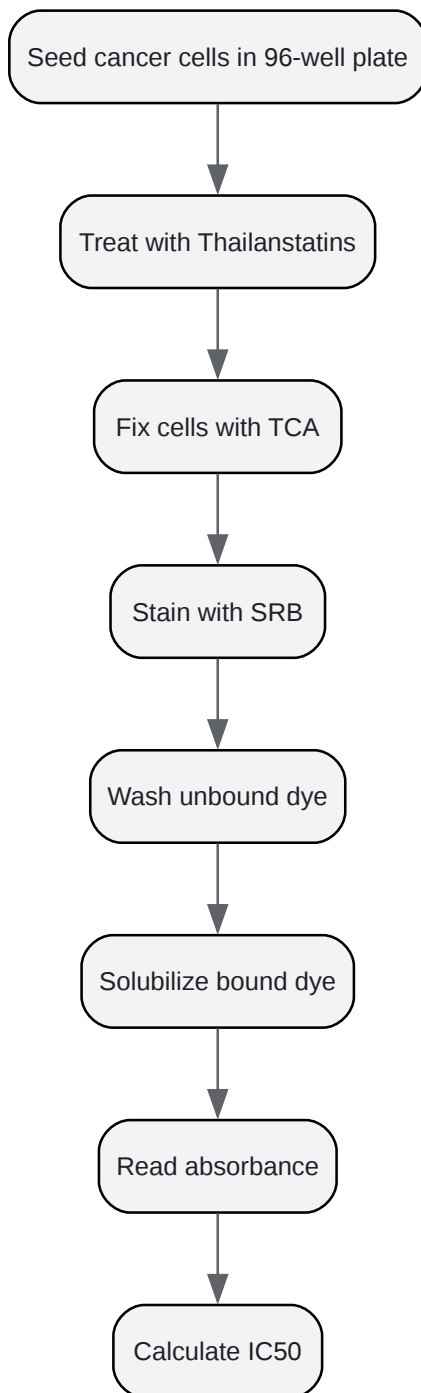 Seed cancer cells in 96-well plate
Treat with Thailanstatins
Fix cells with TCA
Stain with SRB
Wash unbound dye
Solubilize bound dye
Read absorbance
Calculate IC50